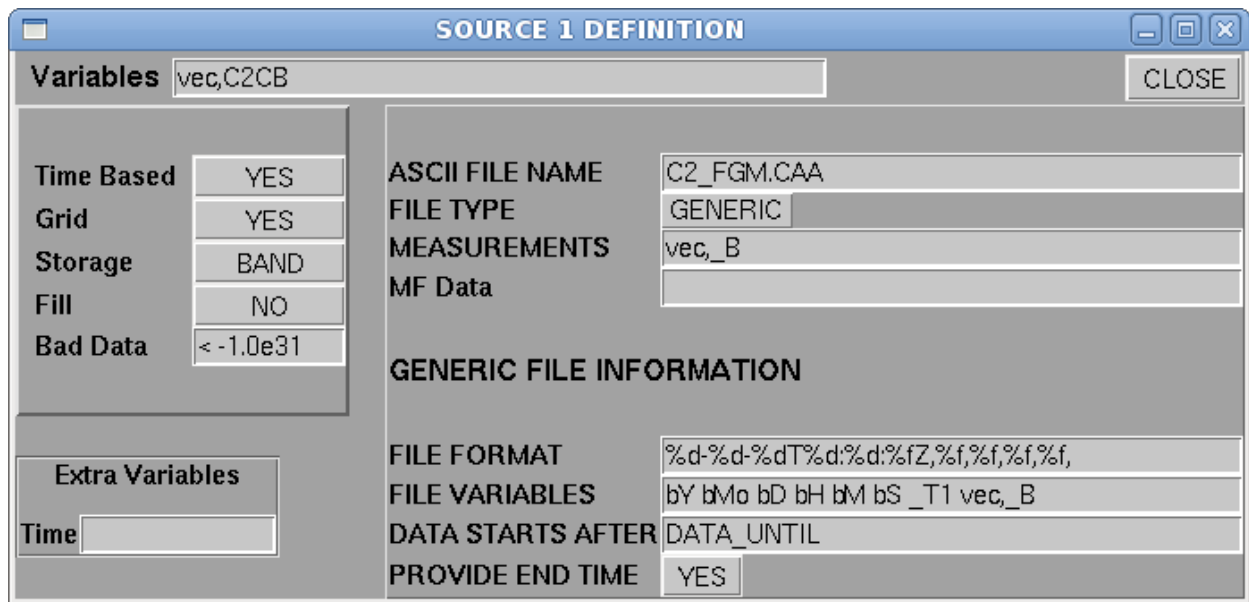 SOURCE 1 DEFINITION
Variables vec,C2CB CLOSE
Time Based YES
Grid YES
Storage BAND
Fill NO
Bad Data < -1.0e31
Extra Variables
Time
ASCII FILE NAME C2_FGM.CAA
FILE TYPE GENERIC
MEASUREMENTS vec,_B
MF Data
GENERIC FILE INFORMATION
FILE FORMAT %d-%d-%dT%d:%d:%fZ,%f,%f,%f,%f,
FILE VARIABLES bY bMo bD bH bM bS _T1 vec,_B
DATA STARTS AFTER DATA_UNTIL
PROVIDE END TIME YES